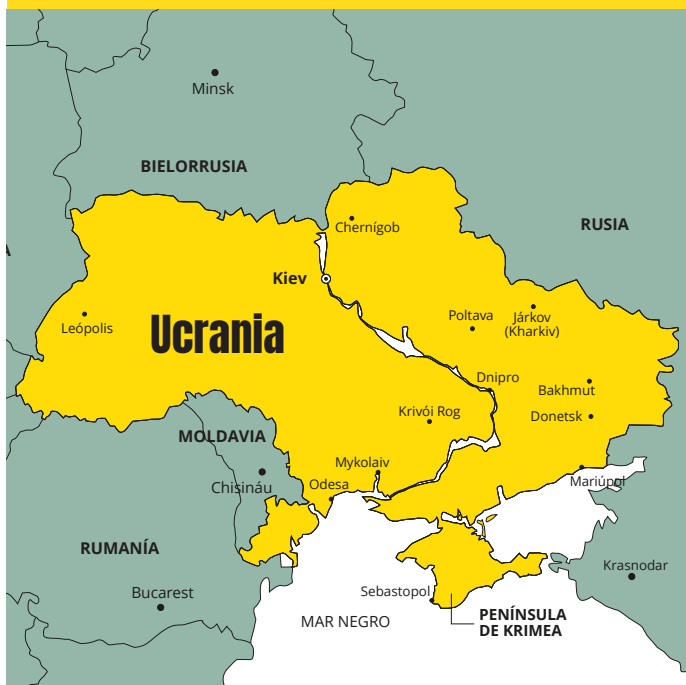 Minsk
BIELORRUSIA
Chernígob
RUSIA
A
Kiev
Leópolis
Ucrania
Poltava
Járkov
(Kharkiv)
Dnipro
Bakhmut
Krivói Rog
Donetsk
MOLDAVIA
Mykolaiv
Chisináu
Odesa
Mariúpol
RUMANÍA
Krasnodar
Bucarest
Sebastopol
MAR NEGRO
PENÍNSULA
DE KRIMEA